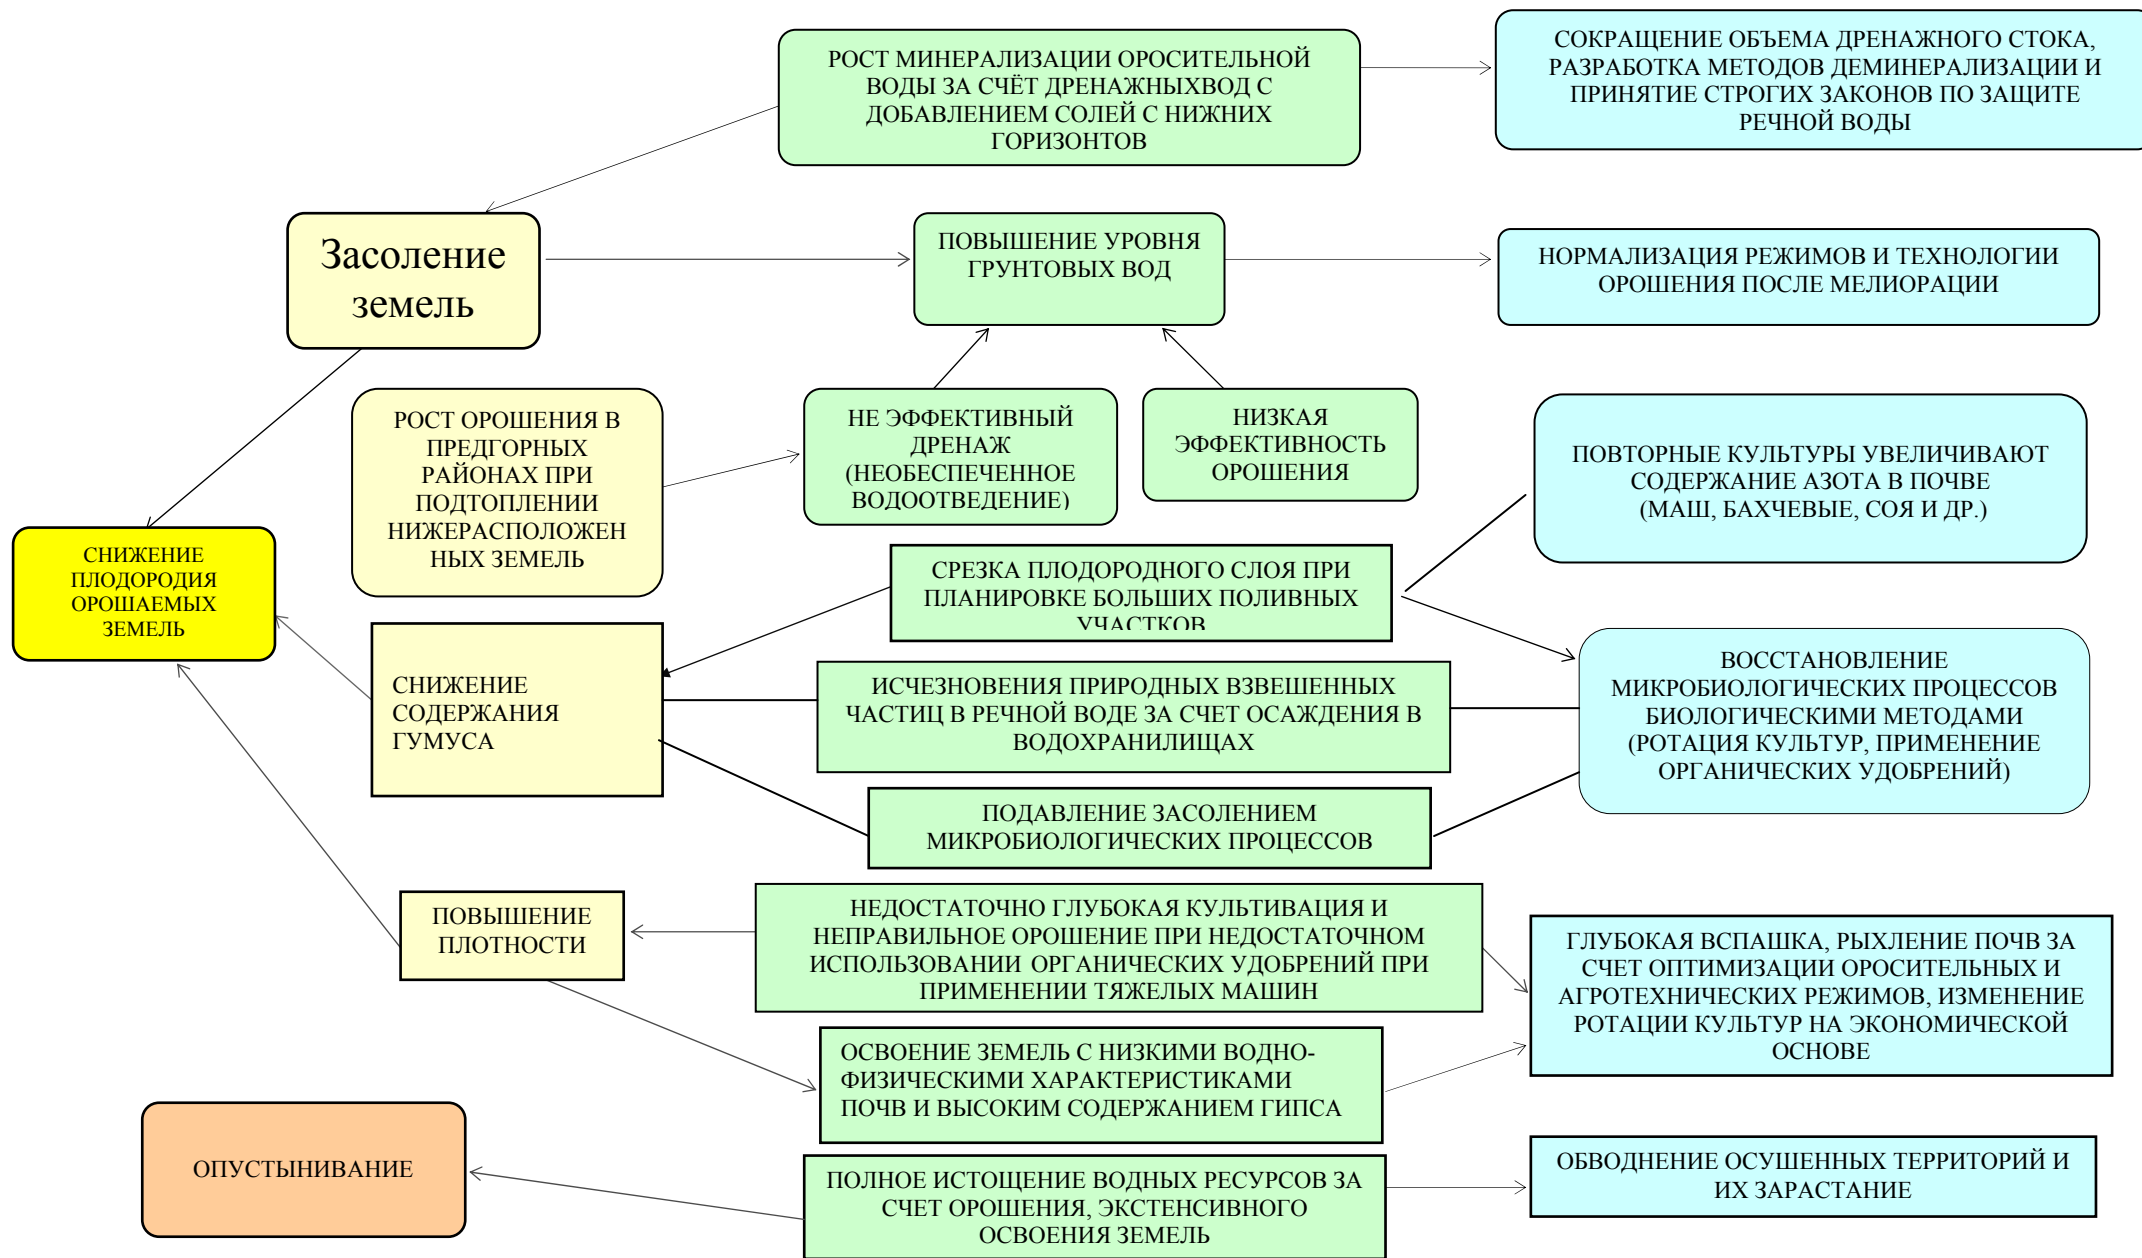 РОСТ МИНЕРАЛИЗАЦИИ ОРОСИТЕЛЬНОЙ
ВОДЫ ЗА СЧЁТ ДРЕНАЖНЫХВОД С
ДОБАВЛЕНИЕМ СОЛЕЙ С НИЖНИХ
ГОРИЗОНТОВ
СОКРАЩЕНИЕ ОБЪЕМА ДРЕНАЖНОГО СТОКА,
РАЗРАБОТКА МЕТОДОВ ДЕМИНЕРАЛИЗАЦИИ И
ПРИНЯТИЕ СТРОГИХ ЗАКОНОВ ПО ЗАЩИТЕ
РЕЧНОЙ ВОДЫ
Засоление
земель
ПОВЫШЕНИЕ УРОВНЯ
ГРУНТОВЫХ ВОД
НОРМАЛИЗАЦИЯ РЕЖИМОВ И ТЕХНОЛОГИИ
ОРОШЕНИЯ ПОСЛЕ МЕЛИОРАЦИИ
РОСТ ОРОШЕНИЯ В
ПРЕДГОРНЫХ
РАЙОНАХ ПРИ
ПОДТОПЛЕНИИ
НИЖЕРАСПОЛОЖЕН
НЫХ ЗЕМЕЛЬ
НЕ ЭФФЕКТИВНЫЙ
ДРЕНАЖ
(НЕОБЕСПЕЧЕННОЕ
ВОДООТВЕДЕНИЕ)
НИЗКАЯ
ЭФФЕКТИВНОСТЬ
ОРОШЕНИЯ
ПОВТОРНЫЕ КУЛЬТУРЫ УВЕЛИЧИВАЮТ
СОДЕРЖАНИЕ АЗОТА В ПОЧВЕ
(МАШ, БАХЧЕВЫЕ, СОЯ И ДР.)
СНИЖЕНИЕ
ПЛОДОРОДИЯ
ОРОШАЕМЫХ
ЗЕМЕЛЬ
СРЕЗКА ПЛОДОРОДНОГО СЛОЯ ПРИ
ПЛАНИРОВКЕ БОЛЬШИХ ПОЛИВНЫХ
УЧАСТКОВ
СНИЖЕНИЕ
СОДЕРЖАНИЯ
ГУМУСА
ИСЧЕЗНОВЕНИЯ ПРИРОДНЫХ ВЗВЕШЕННЫХ
ЧАСТИЦ В РЕЧНОЙ ВОДЕ ЗА СЧЕТ ОСАЖДЕНИЯ В
ВОДОХРАНИЛИЩАХ
ВОССТАНОВЛЕНИЕ
МИКРОБИОЛОГИЧЕСКИХ ПРОЦЕССОВ
БИОЛОГИЧЕСКИМИ МЕТОДАМИ
(РОТАЦИЯ КУЛЬТУР, ПРИМЕНЕНИЕ
ОРГАНИЧЕСКИХ УДОБРЕНИЙ)
ПОДАВЛЕНИЕ ЗАСОЛЕНИЕМ
МИКРОБИОЛОГИЧЕСКИХ ПРОЦЕССОВ
ПОВЫШЕНИЕ
ПЛОТНОСТИ
НЕДОСТАТОЧНО ГЛУБОКАЯ КУЛЬТИВАЦИЯ И
НЕПРАВИЛЬНОЕ ОРОШЕНИЕ ПРИ НЕДОСТАТОЧНОМ
ИСПОЛЬЗОВАНИИ ОРГАНИЧЕСКИХ УДОБРЕНИЙ ПРИ
ПРИМЕНЕНИИ ТЯЖЕЛЫХ МАШИН
ГЛУБОКАЯ ВСПАШКА, РЫХЛЕНИЕ ПОЧВ ЗА
СЧЕТ ОПТИМИЗАЦИИ ОРОСИТЕЛЬНЫХ И
АГРОТЕХНИЧЕСКИХ РЕЖИМОВ, ИЗМЕНЕНИЕ
РОТАЦИИ КУЛЬТУР НА ЭКОНОМИЧЕСКОЙ
ОСНОВЕ
ОСВОЕНИЕ ЗЕМЕЛЬ С НИЗКИМИ ВОДНО-
ФИЗИЧЕСКИМИ ХАРАКТЕРИСТИКАМИ
ПОЧВ И ВЫСОКИМ СОДЕРЖАНИЕМ ГИПСА
ОПУСТЫНИВАНИЕ
ПОЛНОЕ ИСТОЩЕНИЕ ВОДНЫХ РЕСУРСОВ ЗА
СЧЕТ ОРОШЕНИЯ, ЭКСТЕНСИВНОГО
ОСВОЕНИЯ ЗЕМЕЛЬ
ОБВОДНЕНИЕ ОСУШЕННЫХ ТЕРРИТОРИЙ И
ИХ ЗАРАСТАНИЕ